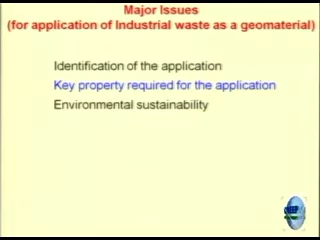 Major Issues
(for application of Industrial waste as a geomaterial)
Identification of the application
Key property required for the application
Environmental sustainability